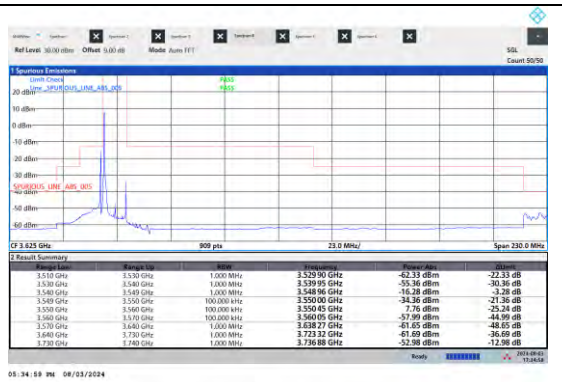 Ref Level 30.00 dBm Offset 9.00 dB Mode Auto FFT
SGL
Count 50/50
1 Spurious Emissions
Limit Check PASS
Line _SPURIOUS_LINE_ABS_005 PASS
20 dBm
10 dBm
0 dBm
-10 dBm
-20 dBm
-30 dBm
SPURIOUS_LINE_ABS_005
-40 dBm
-50 dBm
-60 dBm
CF 3.625 GHz 909 pts 23.0 MHz/ Span 230.0 MHz
2 Result Summary
Range Low Range Up RBW Frequency Power Abs ΔLimit
3.510 GHz 3.530 GHz 1.000 MHz 3.529 90 GHz -62.33 dBm -22.33 dB
3.530 GHz 3.540 GHz 1.000 MHz 3.539 95 GHz -55.36 dBm -30.36 dB
3.540 GHz 3.549 GHz 1.000 MHz 3.548 96 GHz -16.28 dBm -3.28 dB
3.549 GHz 3.550 GHz 100.000 kHz 3.550 00 GHz -34.36 dBm -21.36 dB
3.550 GHz 3.560 GHz 100.000 kHz 3.550 45 GHz 7.76 dBm -25.24 dB
3.560 GHz 3.570 GHz 100.000 kHz 3.560 05 GHz -57.99 dBm -44.99 dB
3.570 GHz 3.640 GHz 1.000 MHz 3.638 27 GHz -61.65 dBm -48.65 dB
3.640 GHz 3.730 GHz 1.000 MHz 3.723 32 GHz -61.69 dBm -36.69 dB
3.730 GHz 3.740 GHz 1.000 MHz 3.736 88 GHz -52.98 dBm -12.98 dB
Ready
05:34:59 PM 08/03/2024